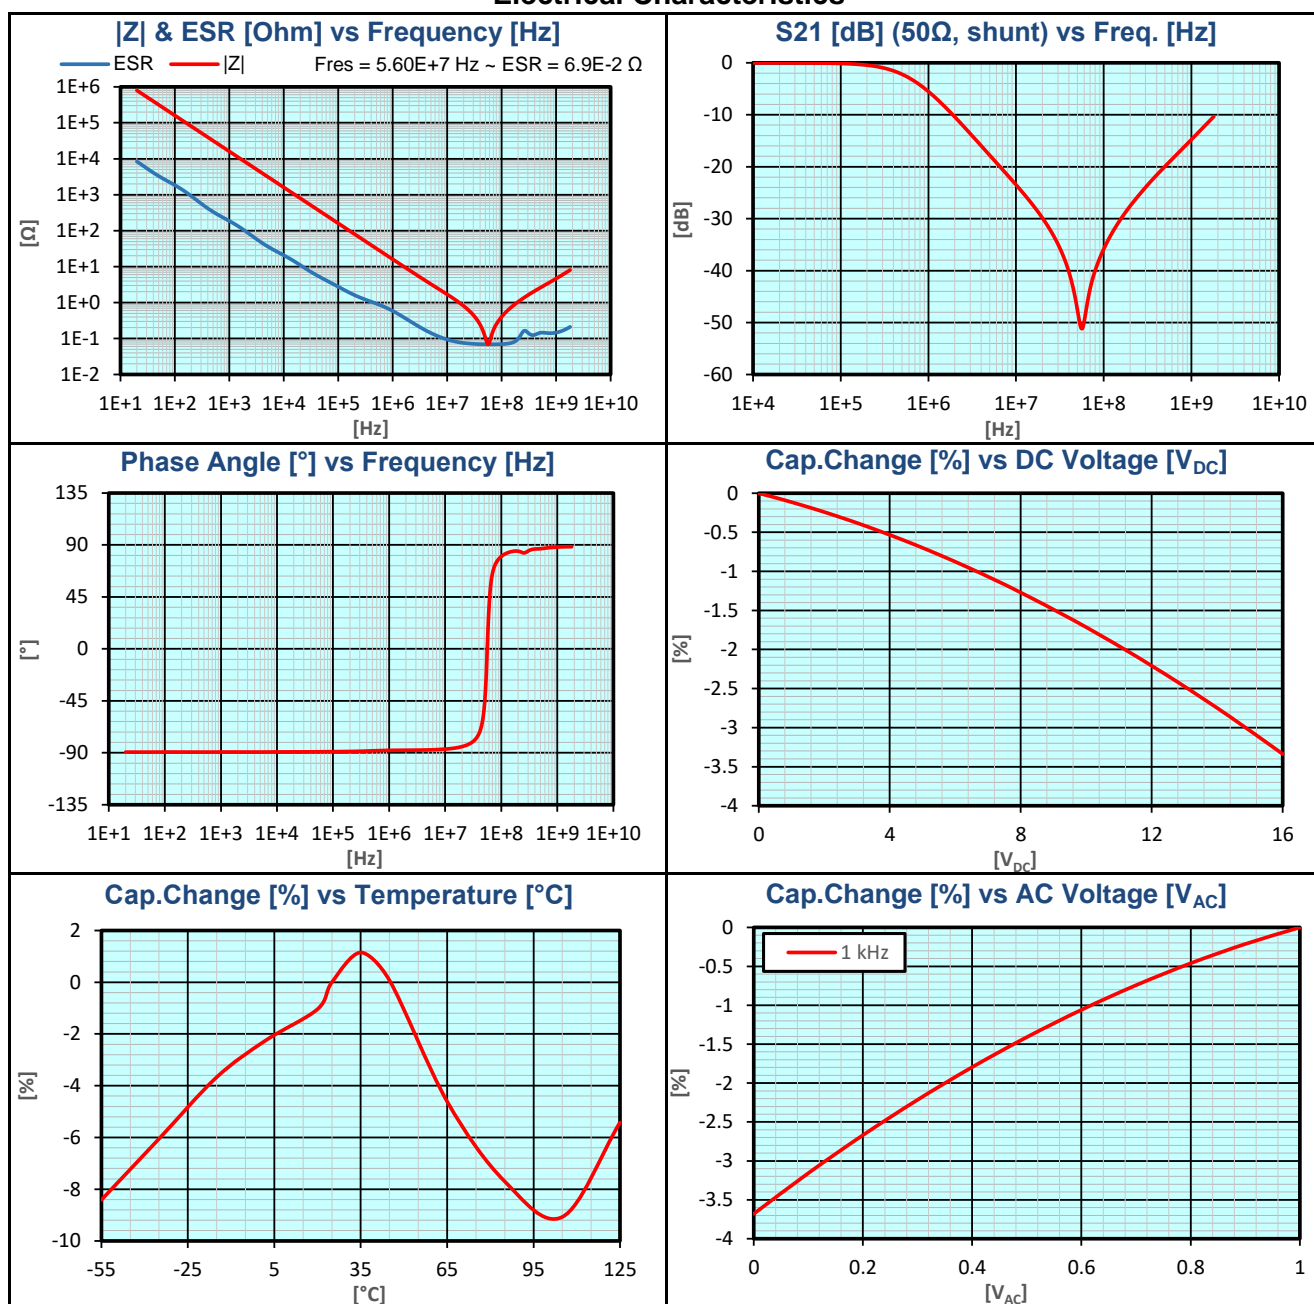 Electrical Characteristics
|Z| & ESR [Ohm] vs Frequency [Hz]
ESR |Z| Fres = 5.60E+7 Hz ~ ESR = 6.9E-2 Ω
1E+6
1E+5
1E+4
1E+3
1E+2
1E+1
1E+0
1E-1
1E-2
[Ω]
1E+1 1E+2 1E+3 1E+4 1E+5 1E+6 1E+7 1E+8 1E+9 1E+10
[Hz]
S21 [dB] (50Ω, shunt) vs Freq. [Hz]
0
-10
-20
-30
-40
-50
-60
[dB]
1E+4 1E+5 1E+6 1E+7 1E+8 1E+9 1E+10
[Hz]
Phase Angle [°] vs Frequency [Hz]
135
90
45
0
-45
-90
-135
[°]
1E+1 1E+2 1E+3 1E+4 1E+5 1E+6 1E+7 1E+8 1E+9 1E+10
[Hz]
Cap.Change [%] vs DC Voltage [VDC]
0
-0.5
-1
-1.5
-2
-2.5
-3
-3.5
-4
[%]
0 4 8 12 16
[VDC]
Cap.Change [%] vs Temperature [°C]
2
0
-2
-4
-6
-8
-10
[%]
-55 -25 5 35 65 95 125
[°C]
Cap.Change [%] vs AC Voltage [VAC]
1 kHz
0
-0.5
-1
-1.5
-2
-2.5
-3
-3.5
-4
[%]
0 0.2 0.4 0.6 0.8 1
[VAC]